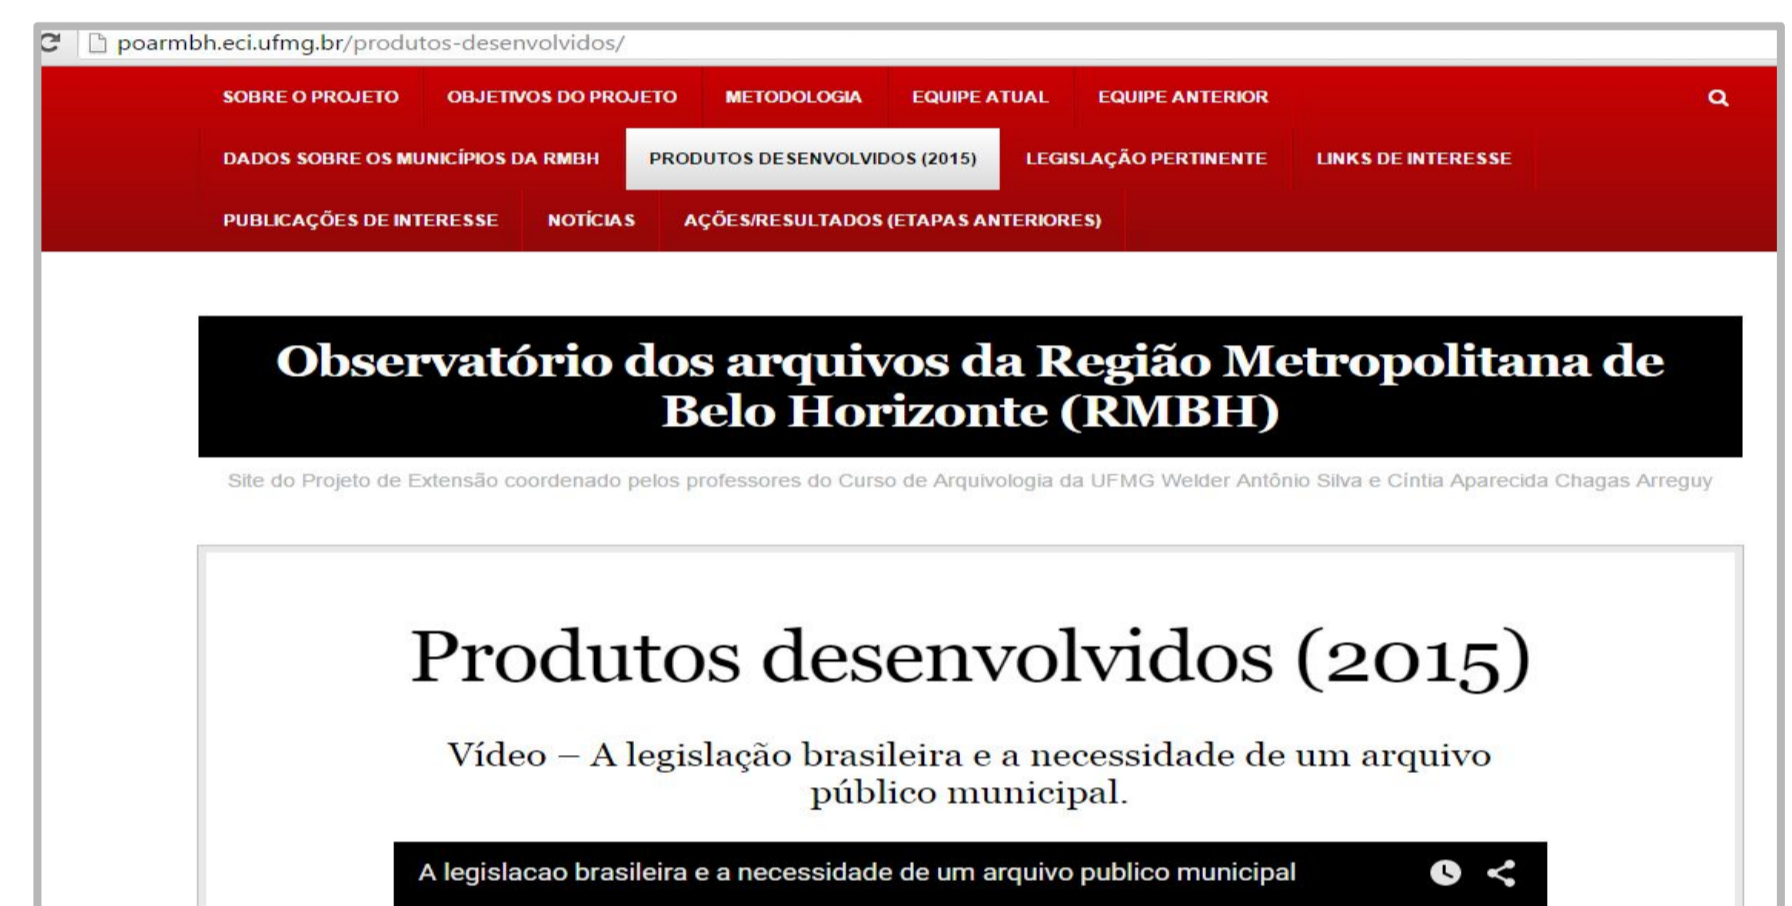 poarmbh.eci.ufmg.br/produtos-desenvolvidos/
SOBRE O PROJETO OBJETIVOS DO PROJETO METODOLOGIA EQUIPE ATUAL EQUIPE ANTERIOR
DADOS SOBRE OS MUNICÍPIOS DA RMBH PRODUTOS DESENVOLVIDOS (2015) LEGISLAÇÃO PERTINENTE LINKS DE INTERESSE
PUBLICAÇÕES DE INTERESSE NOTÍCIAS AÇÕES/RESULTADOS (ETAPAS ANTERIORES)
Observatório dos arquivos da Região Metropolitana de
Belo Horizonte (RMBH)
Site do Projeto de Extensão coordenado pelos professores do Curso de Arquivologia da UFMG Welder Antônio Silva e Cíntia Aparecida Chagas Arreguy
Produtos desenvolvidos (2015)
Vídeo – A legislação brasileira e a necessidade de um arquivo
público municipal.
A legislacao brasileira e a necessidade de um arquivo publico municipal